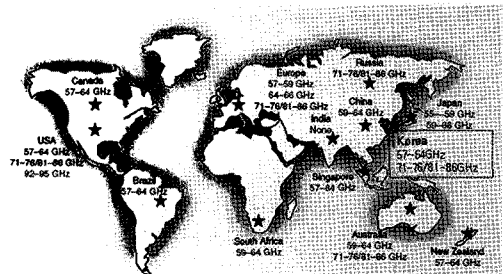 Canada
57-64 GHz
USA
57-64 GHz
71-76/81-86 GHz
92-95 GHz
Brazil
57-64 GHz
Europe
57-59 GHz
64-66 GHz
71-76/81-86 GHz
Russia
71-76/81-86 GHz
China
59-64 GHz
India
None
Japan
Korea
57-64GHz
71-76/81-86GHz
Singapore
57-64 GHz
South Africa
59-64 GHz
Australia
59-64 GHz
71-76/81-86 GHz
New Zealand
57-64 GHz